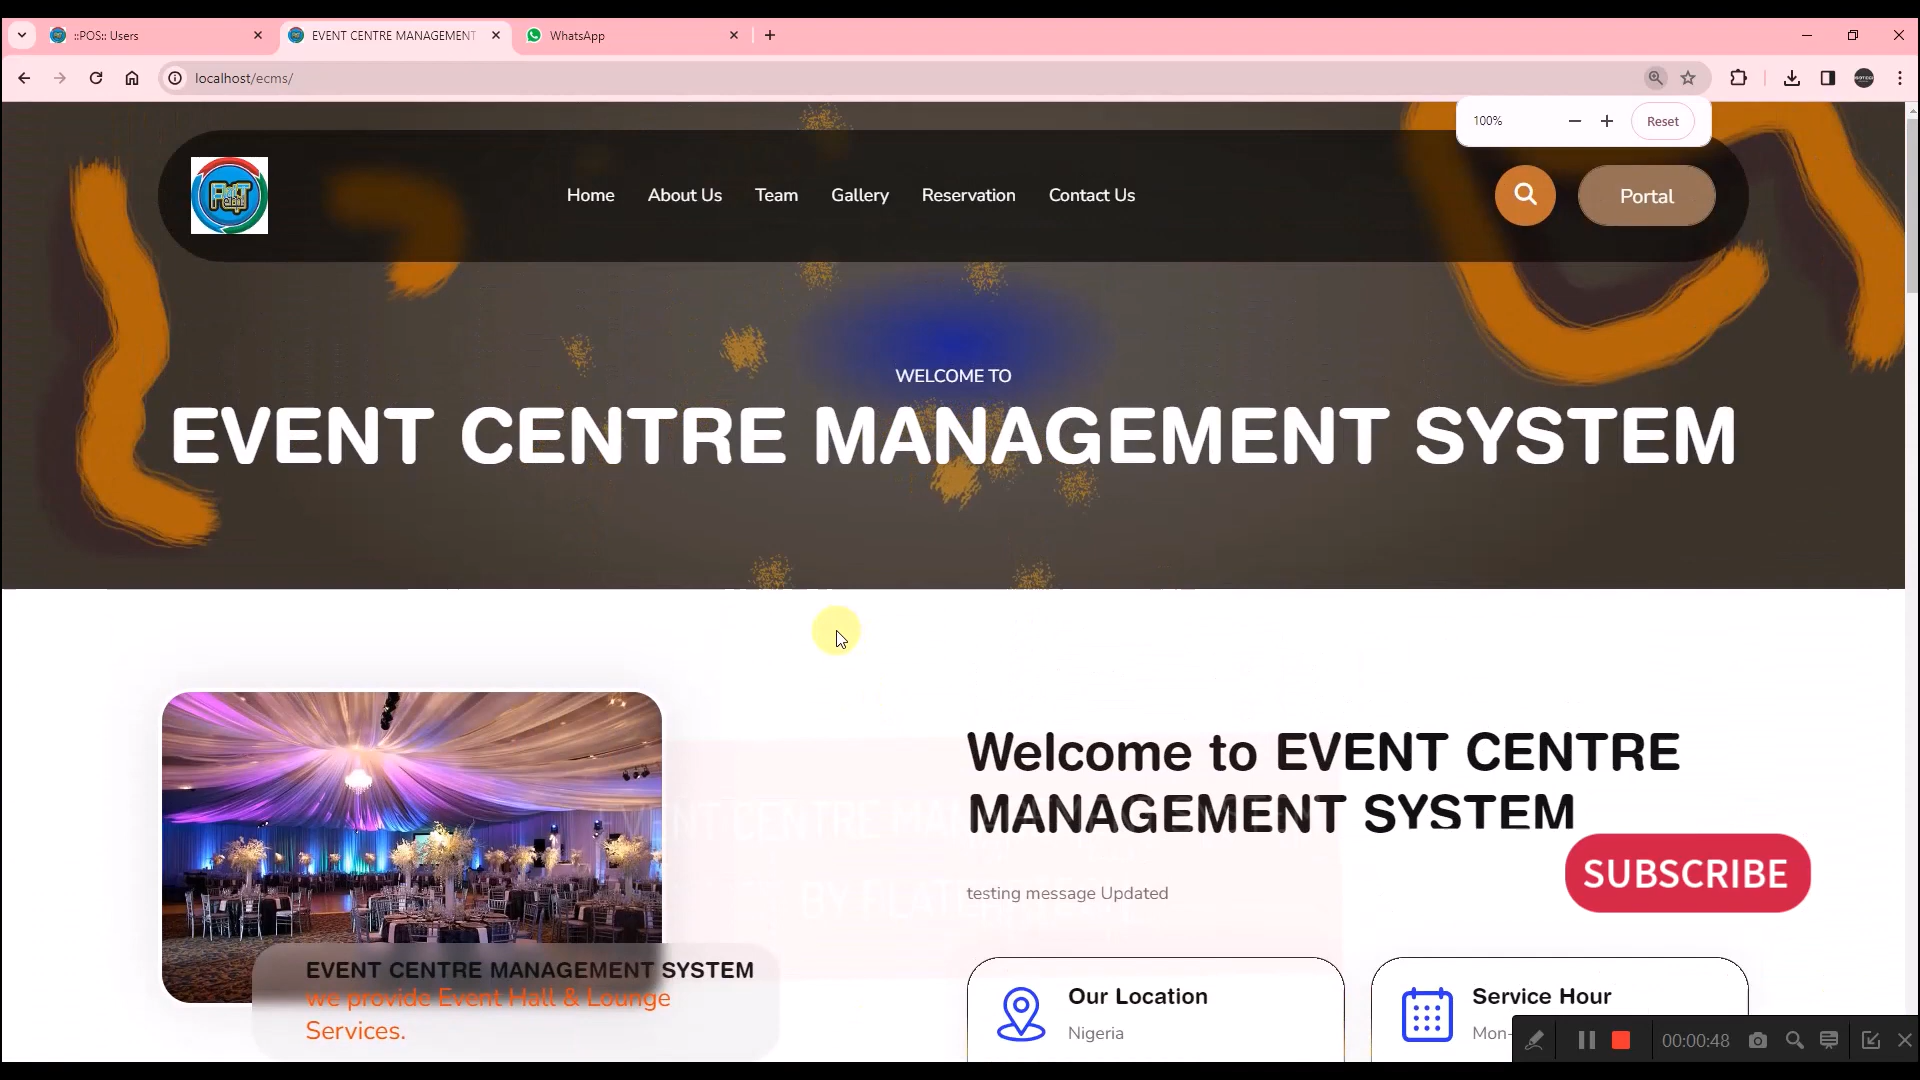 ::POS:: Users
EVENT CENTRE MANAGEMENT
WhatsApp
localhost/ecms/
100%
Reset
Home
About Us
Team
Gallery
Reservation
Contact Us
Portal
WELCOME TO
EVENT CENTRE MANAGEMENT SYSTEM
Welcome to EVENT CENTRE
MANAGEMENT SYSTEM
testing message Updated
SUBSCRIBE
EVENT CENTRE MANAGEMENT SYSTEM
we provide Event Hall & Lounge
Services.
Our Location
Nigeria
Service Hour
Mon-
00:00:48